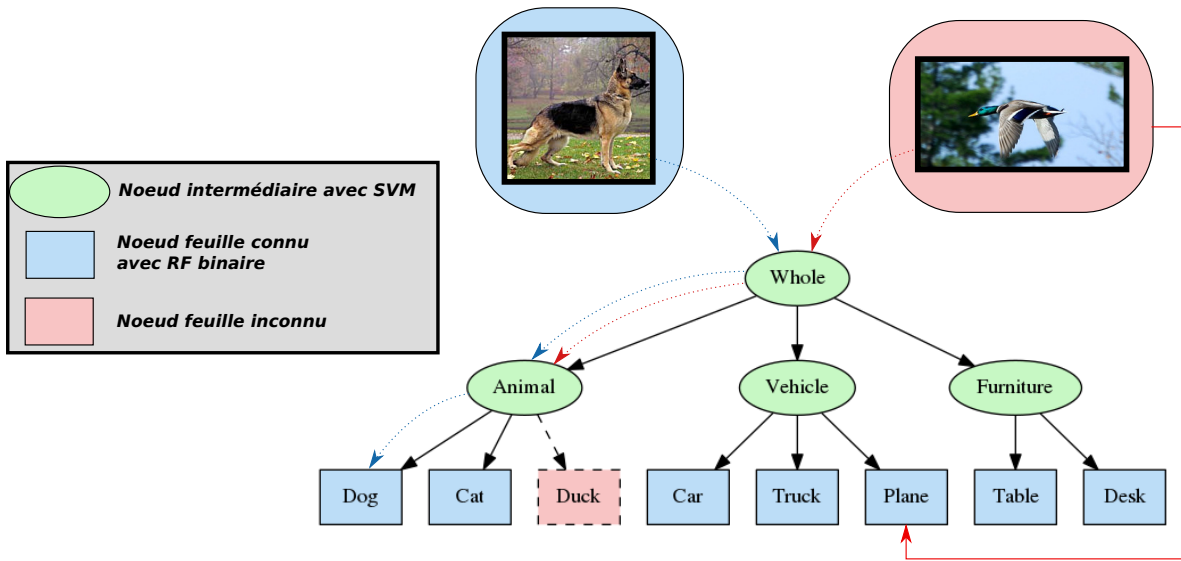 Noeud intermédiaire avec SVM
Noeud feuille connu
avec RF binaire
Noeud feuille inconnu
Whole
Animal
Vehicle
Furniture
Dog
Cat
Duck
Car
Truck
Plane
Table
Desk